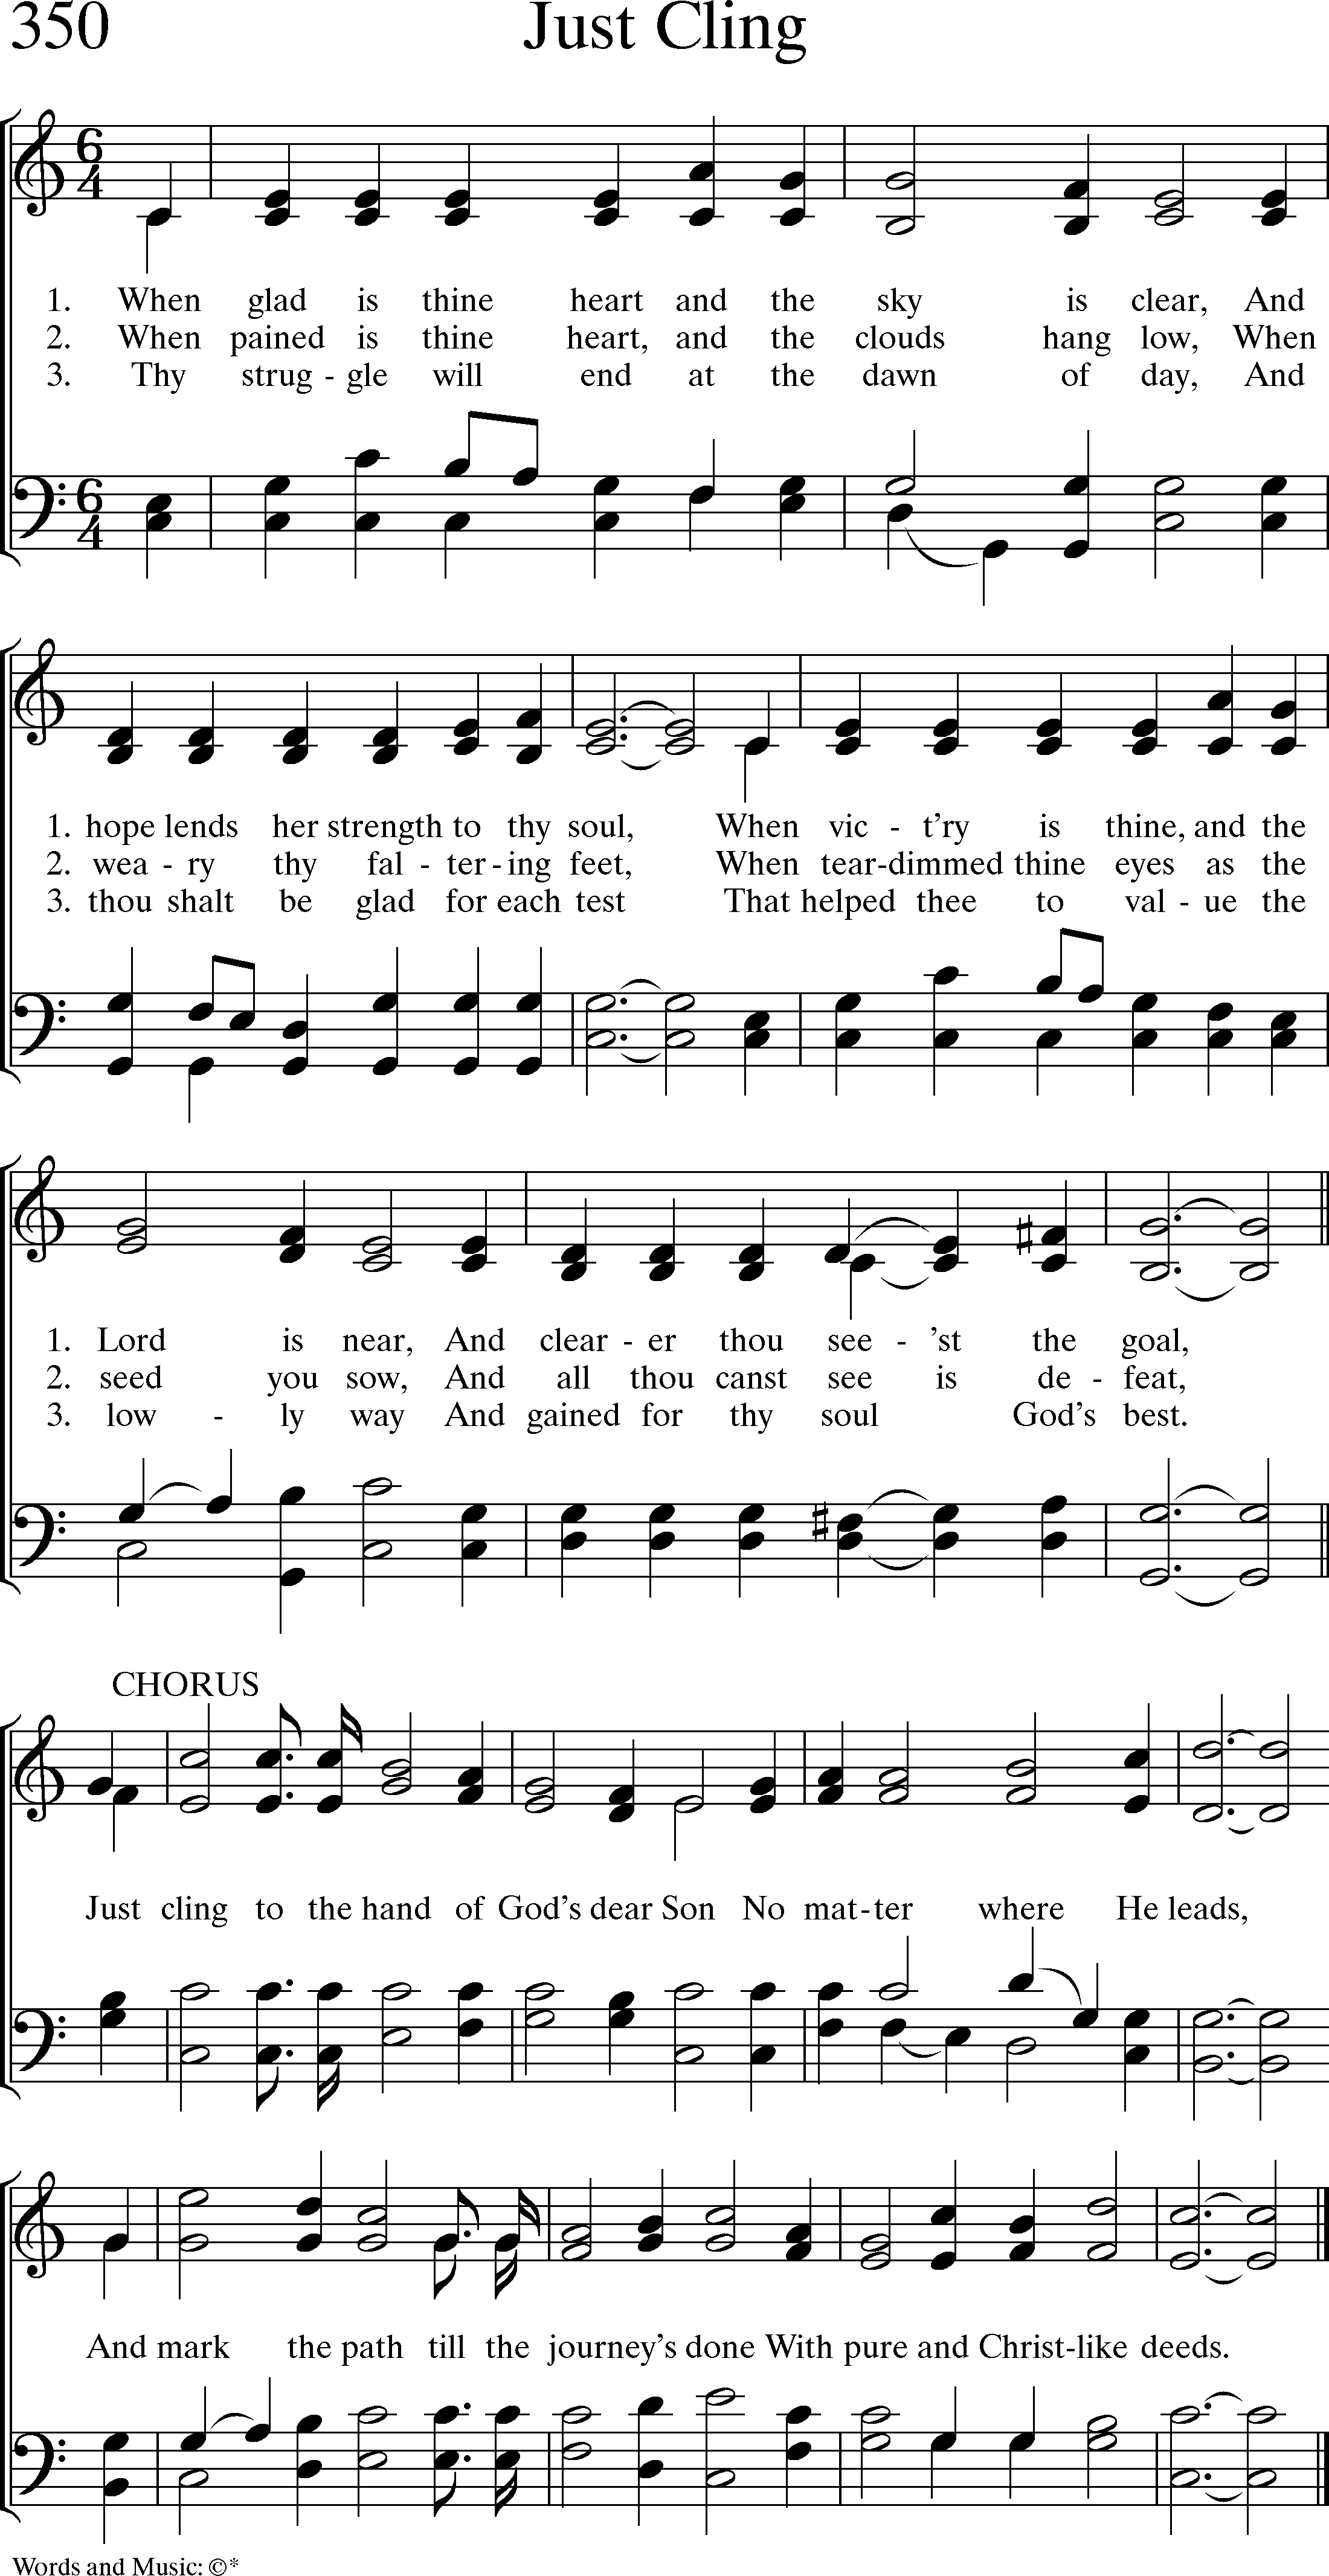 350 Just Cling
1. When glad is thine heart and the sky is clear, And
2. When pained is thine heart, and the clouds hang low, When
3. Thy strug - gle will end at the dawn of day, And
1. hope lends her strength to thy soul, When vic - t’ry is thine, and the
2. wea - ry thy fal - ter - ing feet, When tear - dimmed thine eyes as the
3. thou shalt be glad for each test That helped thee to val - ue the
1. Lord is near, And clear - er thou see - ’st the goal,
2. seed you sow, And all thou canst see is de - feat,
3. low - ly way And gained for thy soul God’s best.
CHORUS
Just cling to the hand of God’s dear Son No mat - ter where He leads,
And mark the path till the journey’s done With pure and Christ-like deeds.
Words and Music: ©*